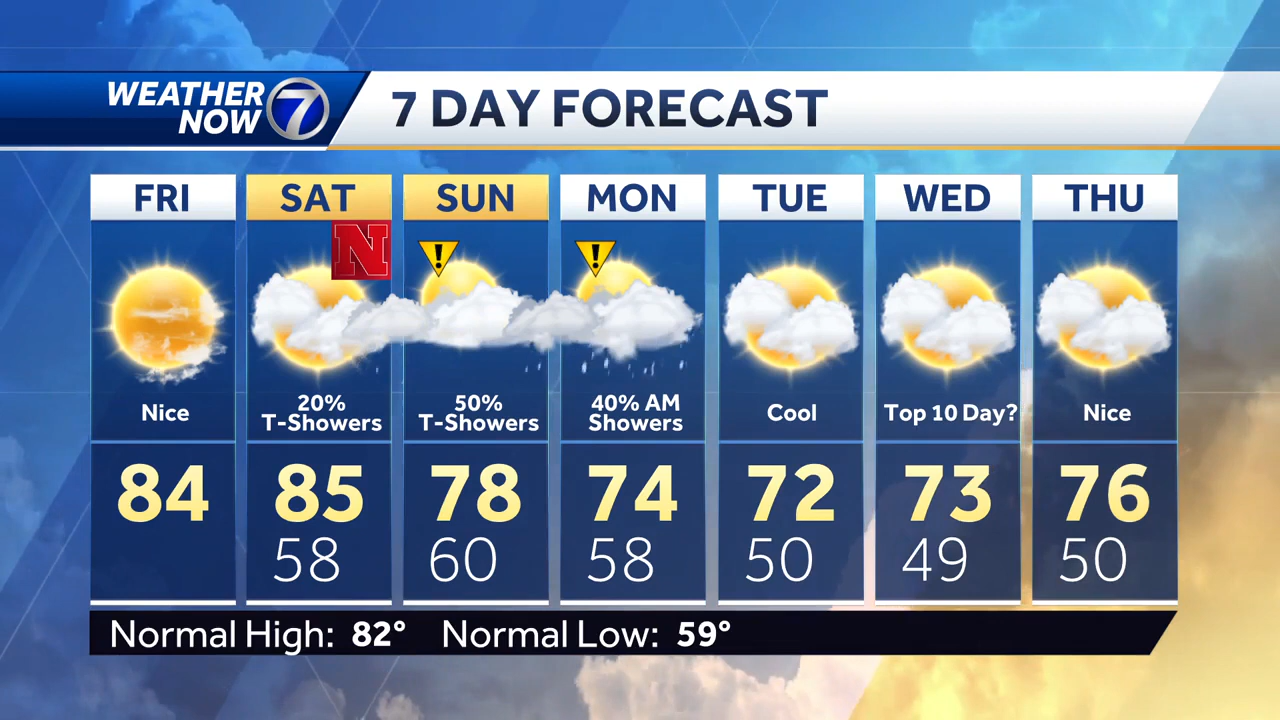 WEATHER
NOW 7
7 DAY FORECAST
FRI SAT SUN MON TUE WED THU
N
! !
Nice
20%
T-Showers
50%
T-Showers
40% AM
Showers
Cool
Top 10 Day?
Nice
84 85 78 74 72 73 76
58 60 58 50 49 50
Normal High: 82° Normal Low: 59°